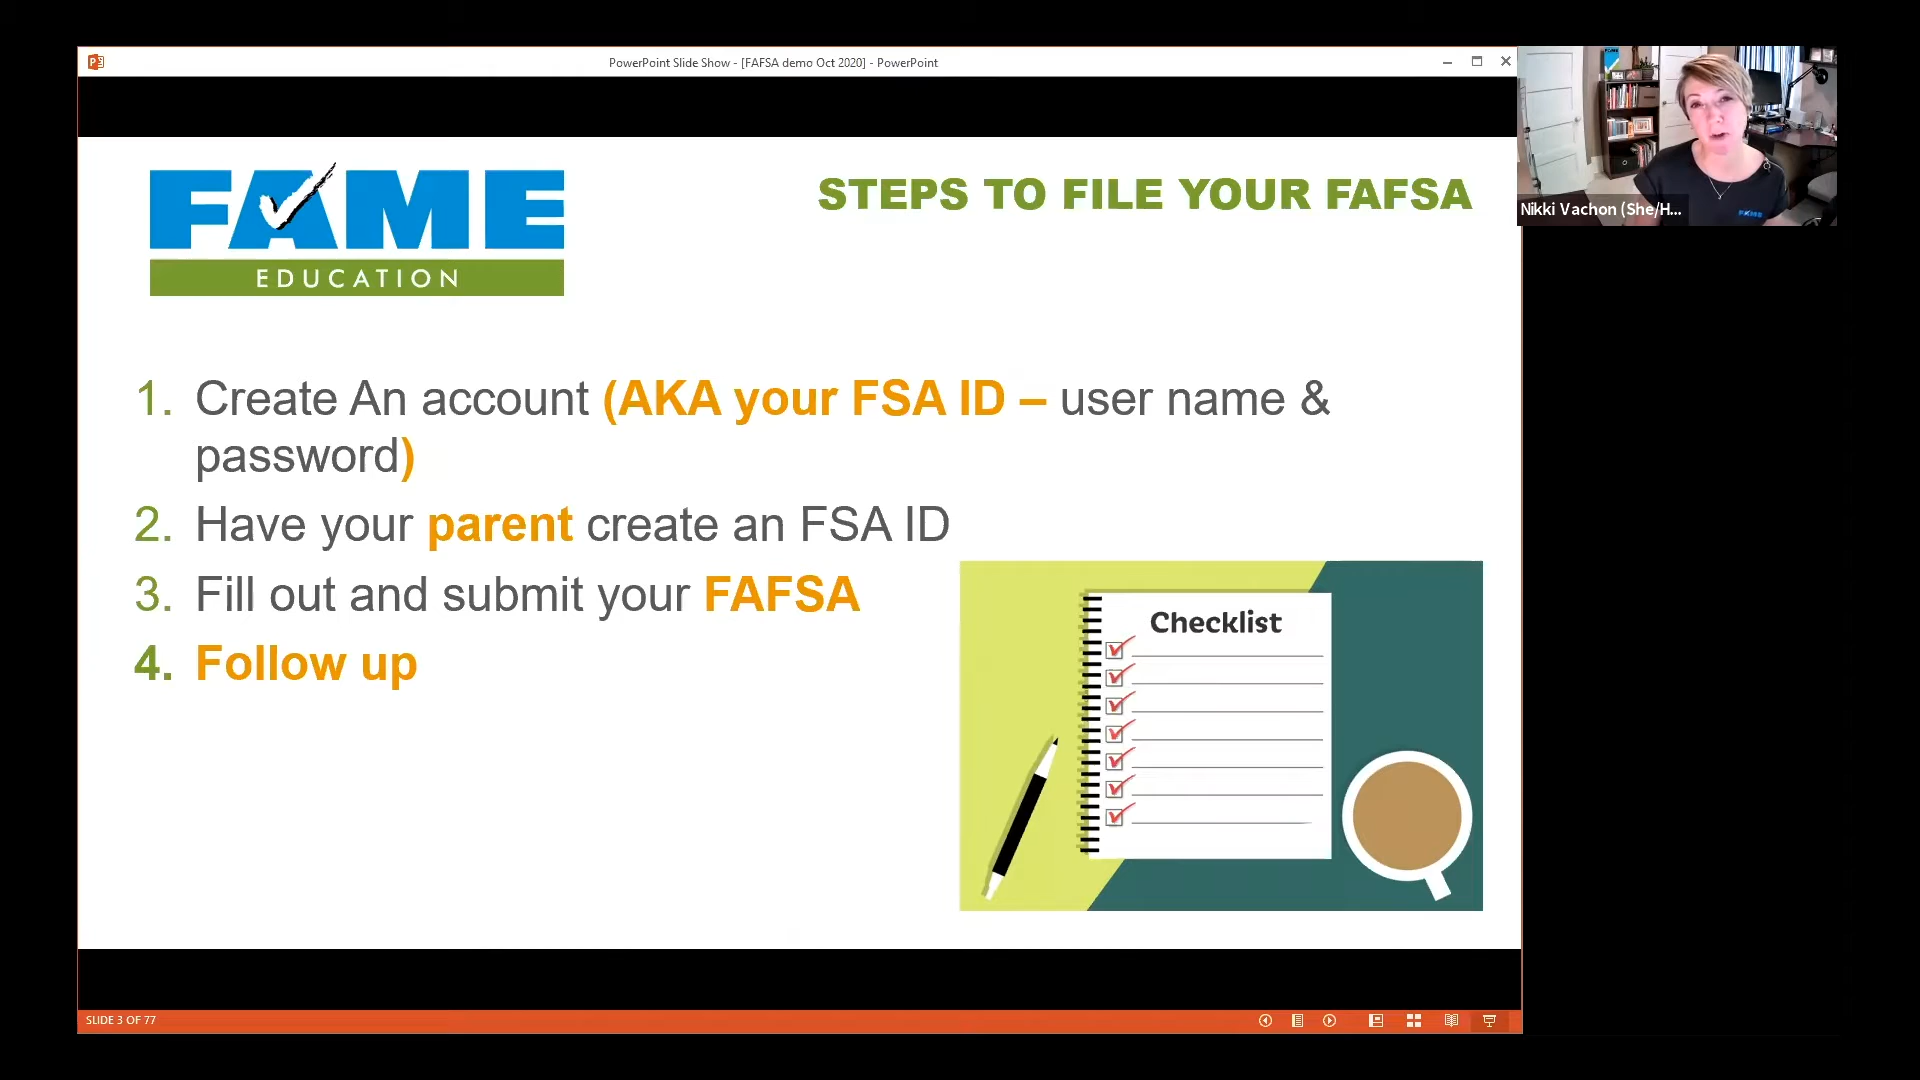 PowerPoint Slide Show - [FAFSA demo Oct 2020] - PowerPoint
FAME
EDUCATION
STEPS TO FILE YOUR FAFSA
1. Create An account (AKA your FSA ID – user name &
password)
2. Have your parent create an FSA ID
3. Fill out and submit your FAFSA
4. Follow up
Checklist
SLIDE 3 OF 77
Nikki Vachon (She/H...
FAME
FAME